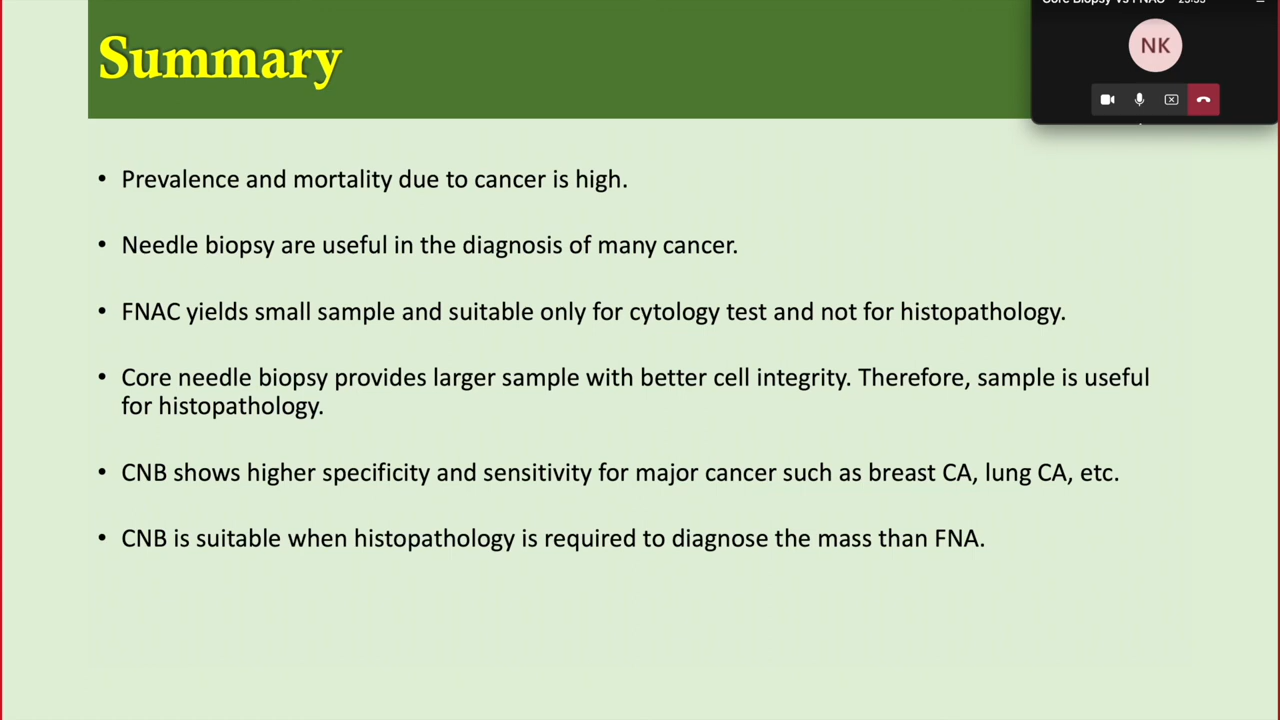 Summary
Core Biopsy Vs FNAC
NK
• Prevalence and mortality due to cancer is high.
• Needle biopsy are useful in the diagnosis of many cancer.
• FNAC yields small sample and suitable only for cytology test and not for histopathology.
• Core needle biopsy provides larger sample with better cell integrity. Therefore, sample is useful
for histopathology.
• CNB shows higher specificity and sensitivity for major cancer such as breast CA, lung CA, etc.
• CNB is suitable when histopathology is required to diagnose the mass than FNA.